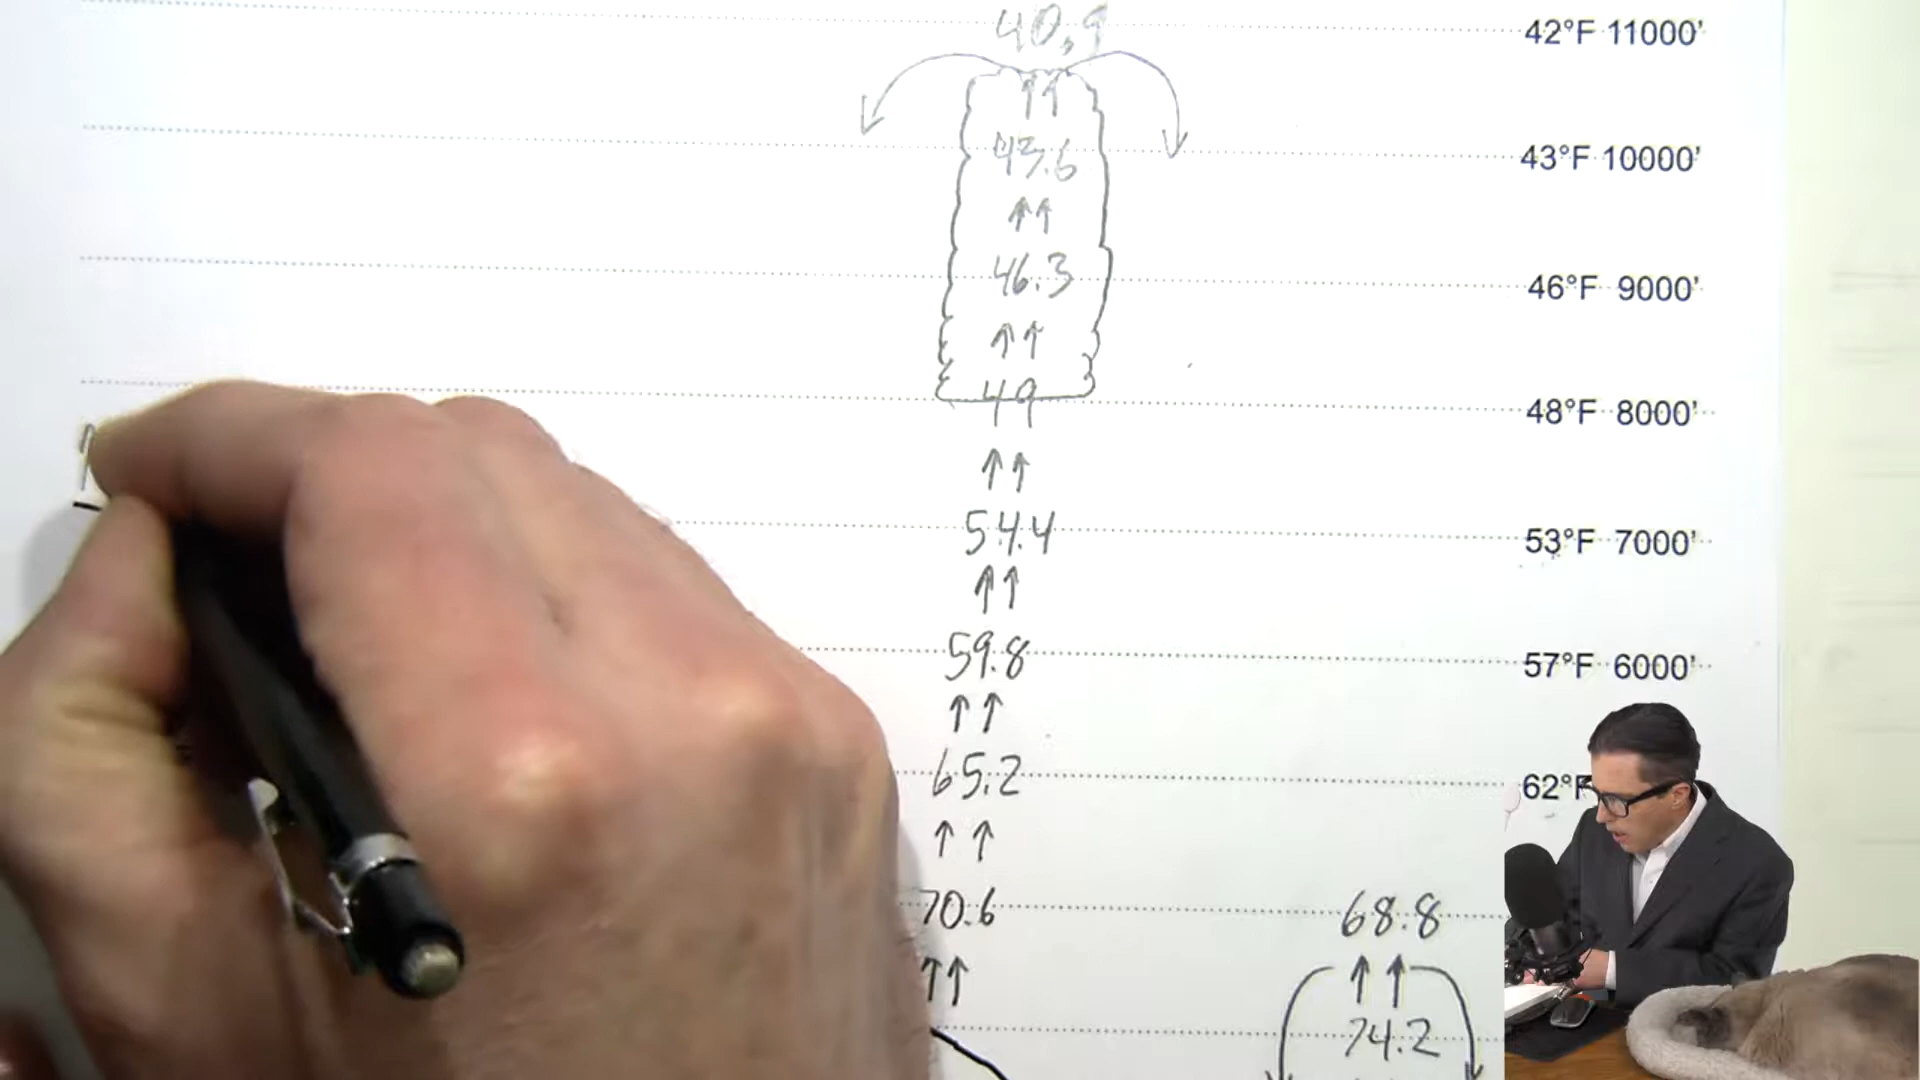 40.9
42°F 11000'
43.6
43°F 10000'
46.3
46°F 9000'
49
48°F 8000'
54.4
53°F 7000'
59.8
57°F 6000'
65.2
62°F
70.6
68.8
74.2